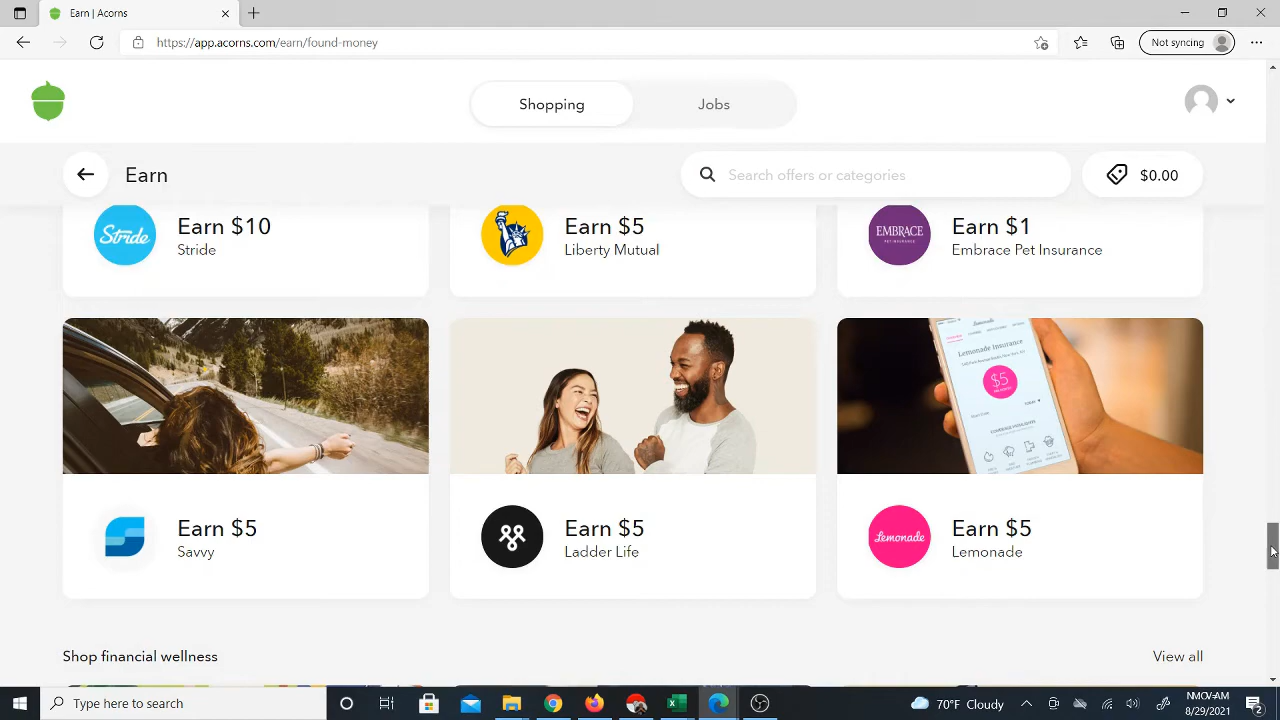 Earn | Acorns
https://app.acorns.com/earn/found-money
Not syncing
Shopping
Jobs
Earn
Search offers or categories
$0.00
Stride
Earn $10
Stride
Earn $5
Liberty Mutual
EMBRACE
PET INSURANCE
Earn $1
Embrace Pet Insurance
Lemonade Insurance
$5
Earn $5
Savvy
Earn $5
Ladder Life
Lemonade
Earn $5
Lemonade
Shop financial wellness
View all
Type here to search
70°F Cloudy
8/29/2021
2